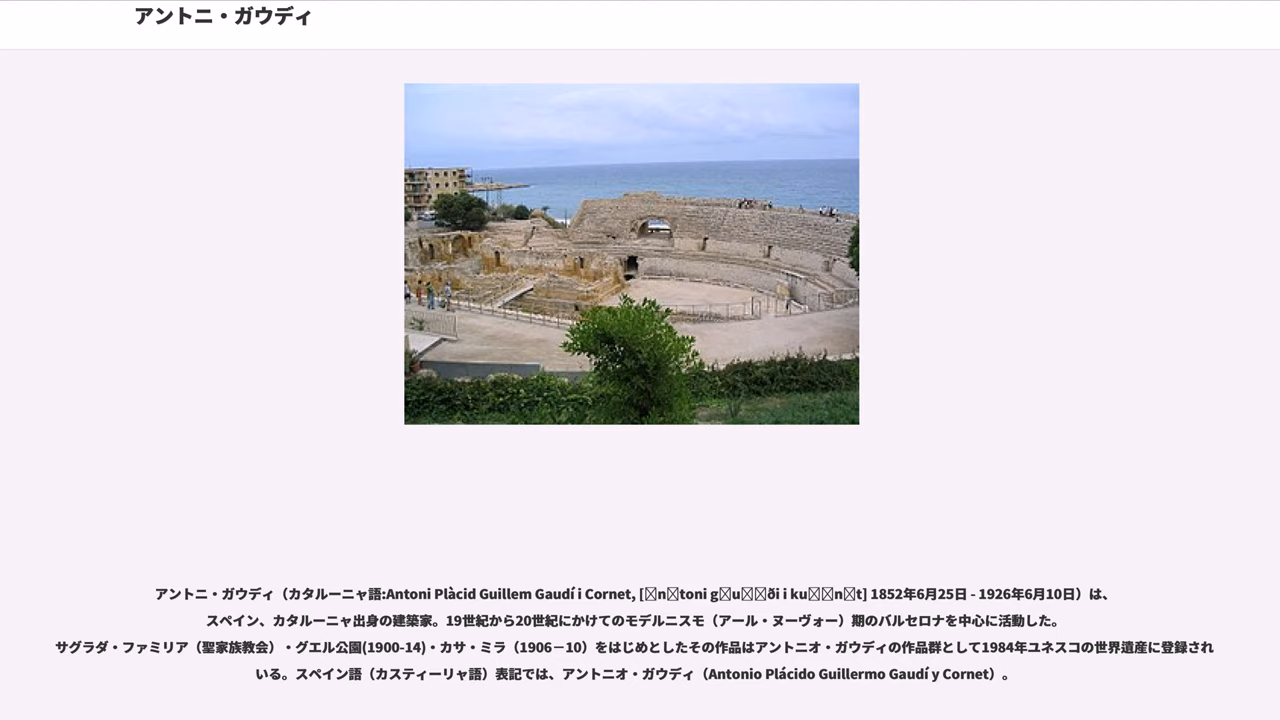 アントニ・ガウディ
アントニ・ガウディ（カタルーニャ語:Antoni Plàcid Guillem Gaudí i Cornet, [␣n␣toni g␣u␣␣ði i ku␣␣n␣t] 1852年6月25日 - 1926年6月10日）は、
スペイン、カタルーニャ出身の建築家。19世紀から20世紀にかけてのモデルニスモ（アール・ヌーヴォー）期のバルセロナを中心に活動した。
サグラダ・ファミリア（聖家族教会）・グエル公園(1900-14)・カサ・ミラ（1906－10）をはじめとしたその作品はアントニオ・ガウディの作品群として1984年ユネスコの世界遺産に登録され
いる。スペイン語（カスティーリャ語）表記では、アントニオ・ガウディ（Antonio Plácido Guillermo Gaudí y Cornet）。